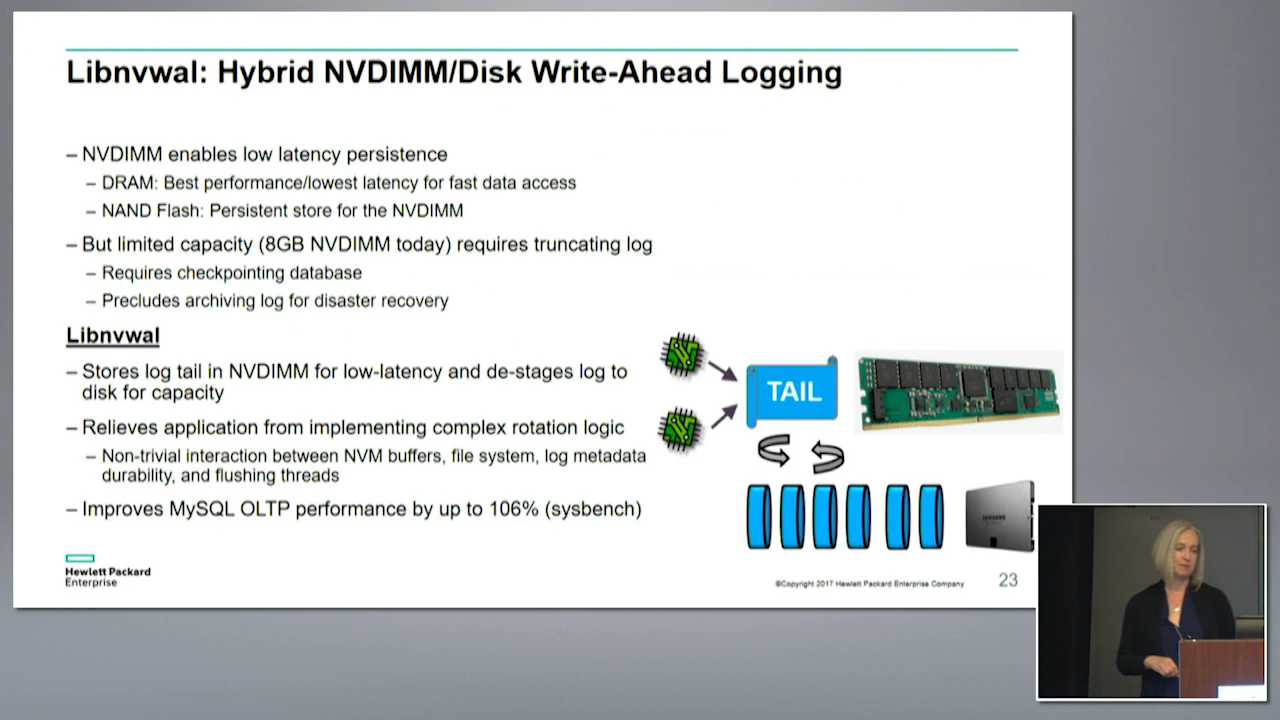 Libnvwal: Hybrid NVDIMM/Disk Write-Ahead Logging
– NVDIMM enables low latency persistence
– DRAM: Best performance/lowest latency for fast data access
– NAND Flash: Persistent store for the NVDIMM
– But limited capacity (8GB NVDIMM today) requires truncating log
– Requires checkpointing database
– Precludes archiving log for disaster recovery
Libnvwal
– Stores log tail in NVDIMM for low-latency and de-stages log to
disk for capacity
– Relieves application from implementing complex rotation logic
– Non-trivial interaction between NVM buffers, file system, log metadata
durability, and flushing threads
– Improves MySQL OLTP performance by up to 106% (sysbench)
TAIL
SAMSUNG
Hewlett Packard
Enterprise
©Copyright 2017 Hewlett Packard Enterprise Company
23